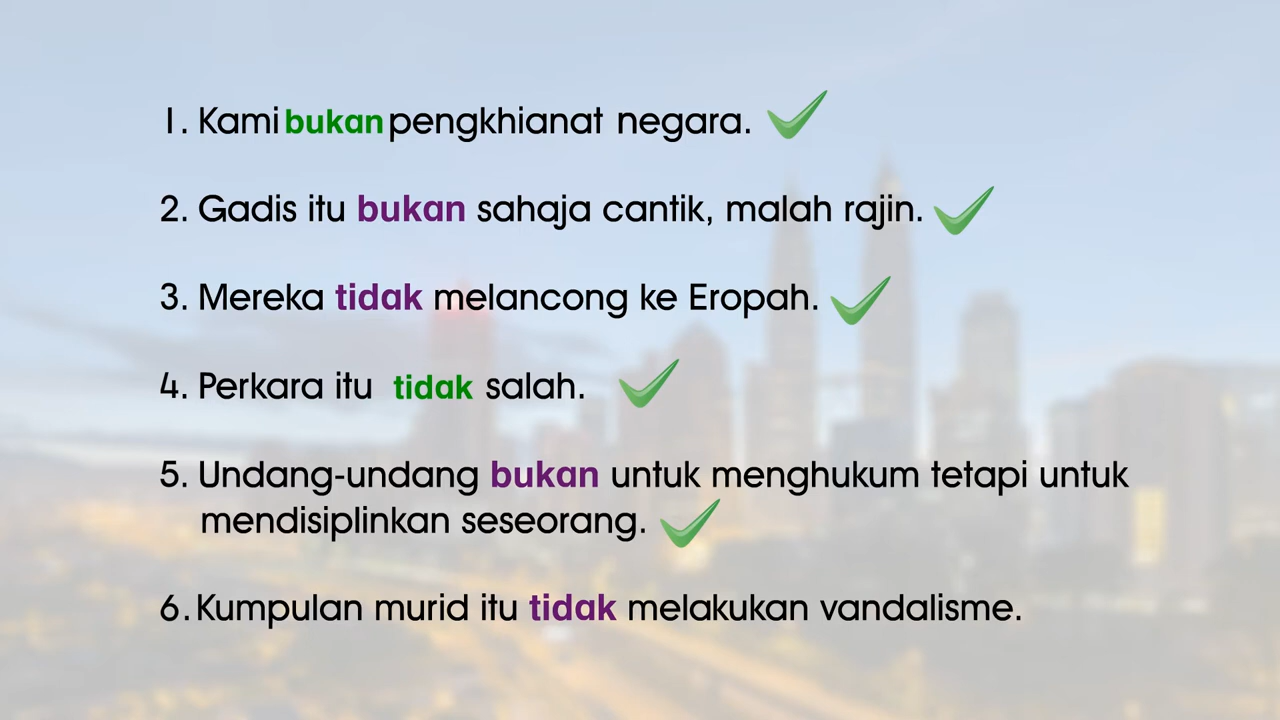 1. Kami bukan pengkhianat negara.
2. Gadis itu bukan sahaja cantik, malah rajin.
3. Mereka tidak melancong ke Eropah.
4. Perkara itu tidak salah.
5. Undang-undang bukan untuk menghukum tetapi untuk
mendisiplinkan seseorang.
6. Kumpulan murid itu tidak melakukan vandalisme.